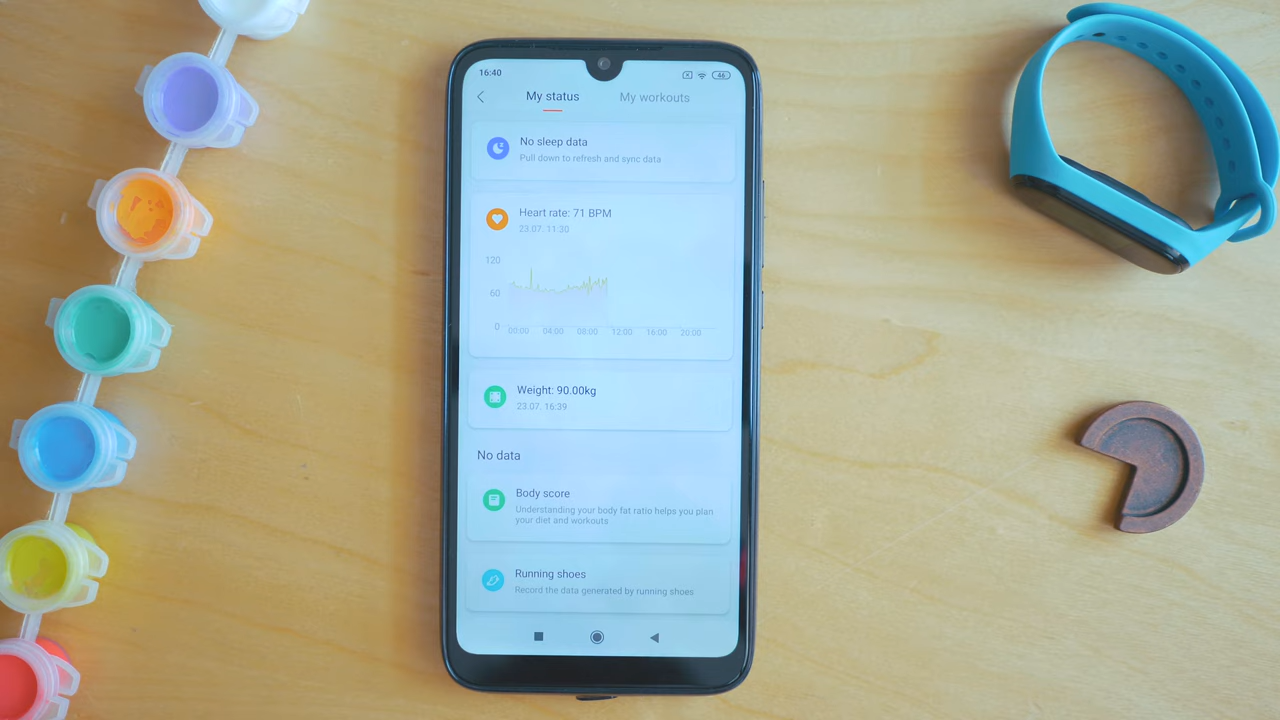 16:40
46
My status
My workouts
No sleep data
Pull down to refresh and sync data
Heart rate: 71 BPM
23.07. 11:30
120
60
0
00:00 04:00 08:00 12:00 16:00 20:00
Weight: 90.00kg
23.07. 16:39
No data
Body score
Understanding your body fat ratio helps you plan
your diet and workouts
Running shoes
Record the data generated by running shoes